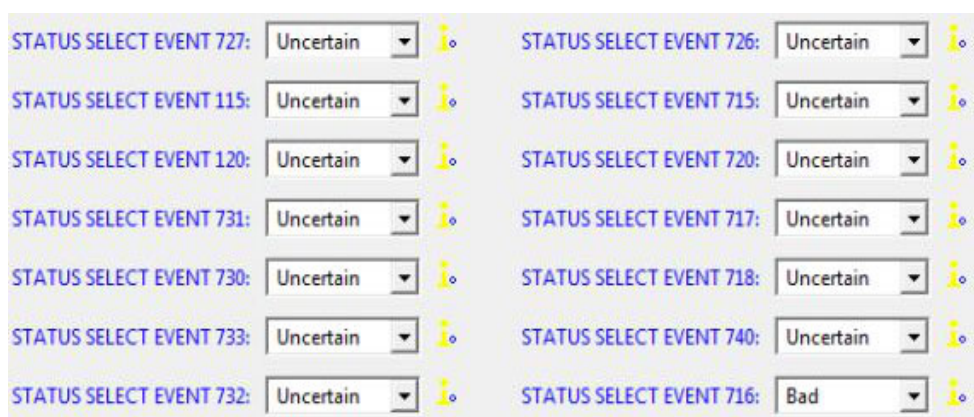 STATUS SELECT EVENT 727: Uncertain STATUS SELECT EVENT 726: Uncertain
STATUS SELECT EVENT 115: Uncertain STATUS SELECT EVENT 715: Uncertain
STATUS SELECT EVENT 120: Uncertain STATUS SELECT EVENT 720: Uncertain
STATUS SELECT EVENT 731: Uncertain STATUS SELECT EVENT 717: Uncertain
STATUS SELECT EVENT 730: Uncertain STATUS SELECT EVENT 718: Uncertain
STATUS SELECT EVENT 733: Uncertain STATUS SELECT EVENT 740: Uncertain
STATUS SELECT EVENT 732: Uncertain STATUS SELECT EVENT 716: Bad